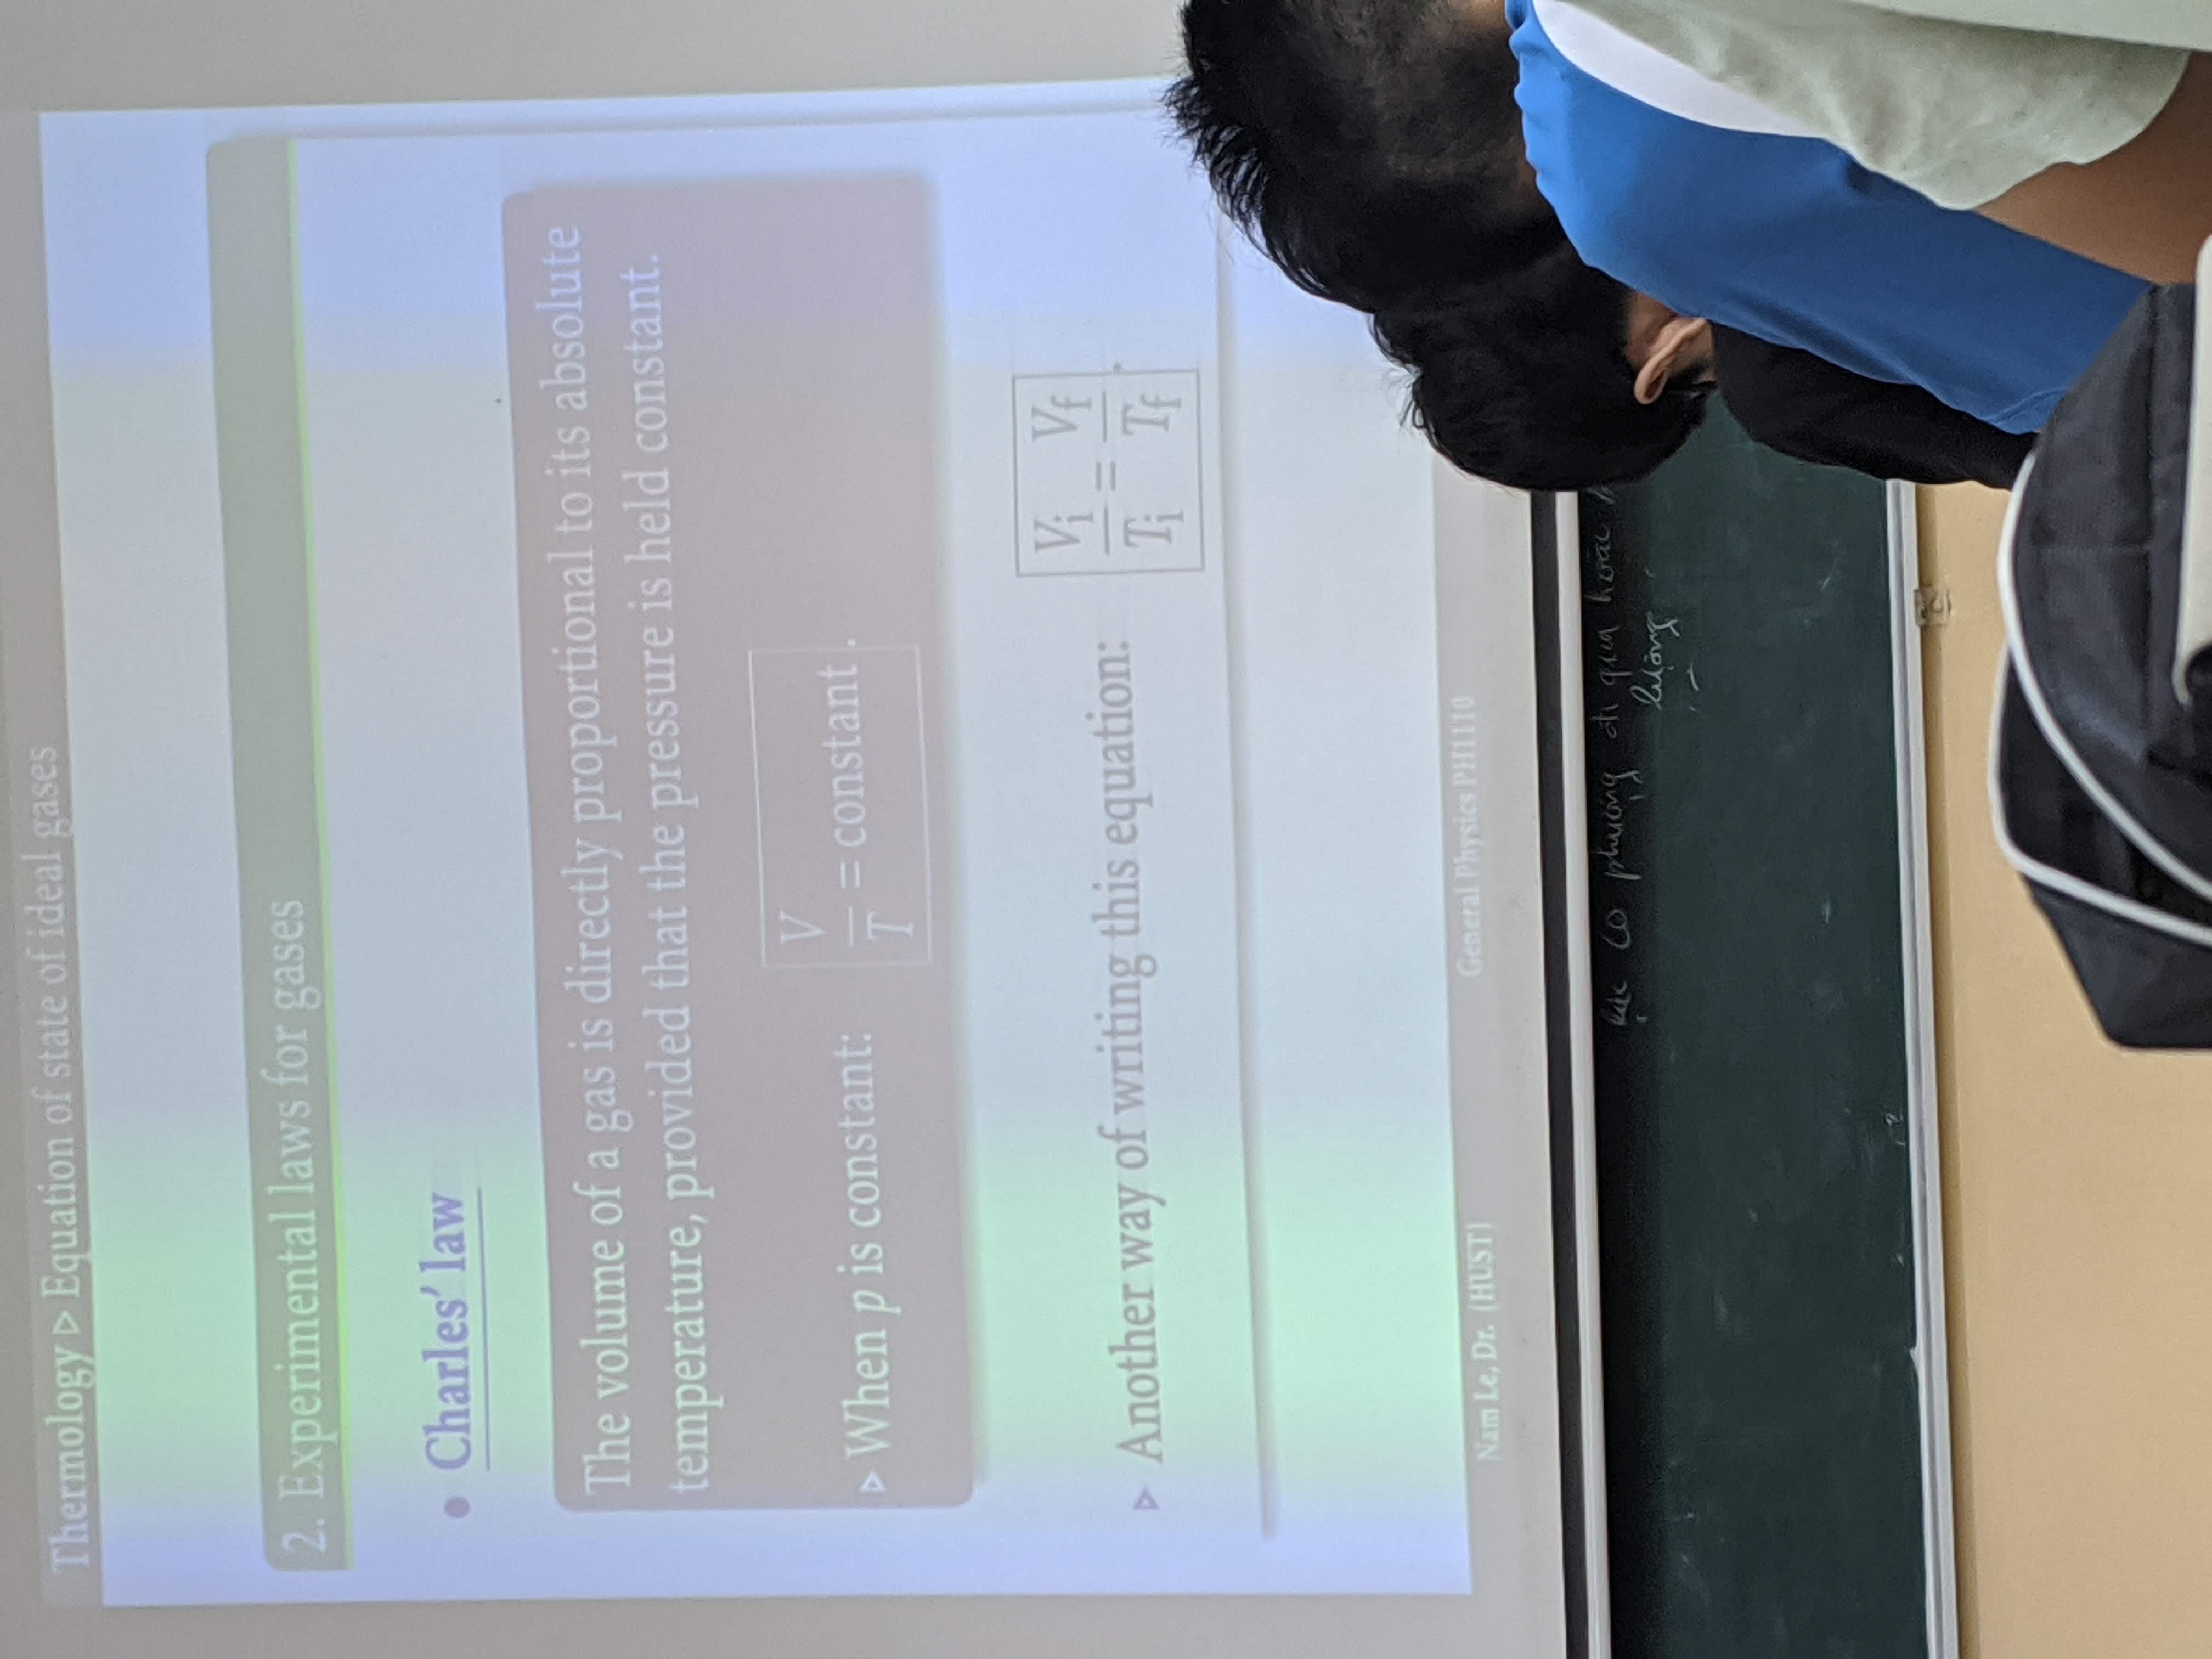 Thermology ▷ Equation of state of ideal gases
2. Experimental laws for gases
• Charles’ law
The volume of a gas is directly proportional to its absolute
temperature, provided that the pressure is held constant.
▷ When p is constant: V/T = constant.
▷ Another way of writing this equation: Vi/Ti = Vf/Tf.
Nam Le, Dr. (HUST) General Physics PH1110
có phương đi qua hoặc
lượng